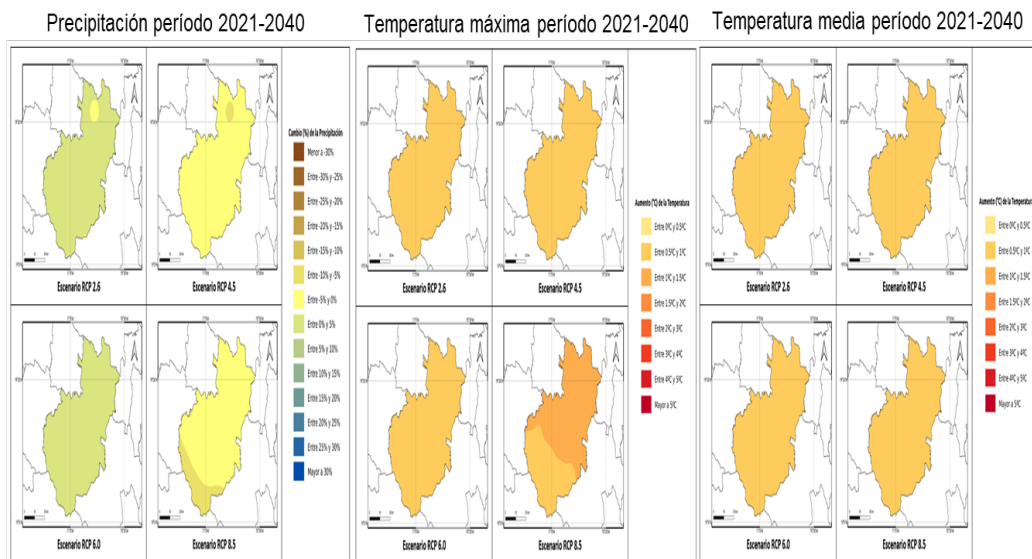 Precipitación período 2021-2040
Temperatura máxima período 2021-2040
Temperatura media período 2021-2040
Escenario RCP 2.6
Escenario RCP 4.5
Escenario RCP 6.0
Escenario RCP 8.5
Cambio (%) de la Precipitación
Menor a -30%
Entre -30% y -25%
Entre -25% y -20%
Entre -20% y -15%
Entre -15% y -10%
Entre -10% y -5%
Entre -5% y 0%
Entre 0% y 5%
Entre 5% y 10%
Entre 10% y 15%
Entre 15% y 20%
Entre 20% y 25%
Entre 25% y 30%
Mayor a 30%
Escenario RCP 2.6
Escenario RCP 4.5
Escenario RCP 6.0
Escenario RCP 8.5
Aumento (°C) de la Temperatura
Entre 0°C y 0.5°C
Entre 0.5°C y 1°C
Entre 1°C y 1.5°C
Entre 1.5°C y 2°C
Entre 2°C y 3°C
Entre 3°C y 4°C
Entre 4°C y 5°C
Mayor a 5°C
Escenario RCP 2.6
Escenario RCP 4.5
Escenario RCP 6.0
Escenario RCP 8.5
Aumento (°C) de la Temperatura
Entre 0°C y 0.5°C
Entre 0.5°C y 1°C
Entre 1°C y 1.5°C
Entre 1.5°C y 2°C
Entre 2°C y 3°C
Entre 3°C y 4°C
Entre 4°C y 5°C
Mayor a 5°C